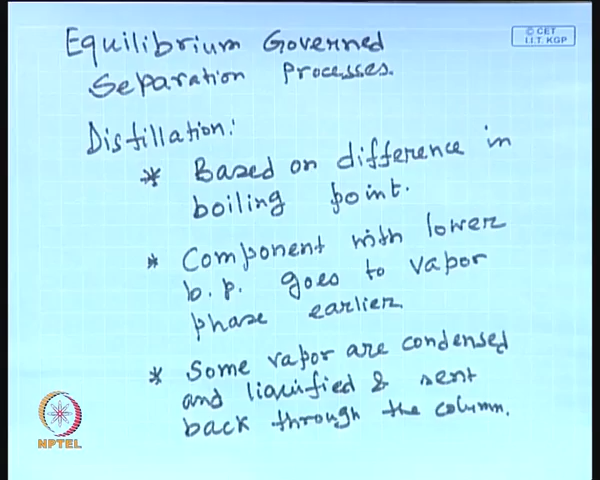 Equilibrium Governed
Separation Processes.
© CET
I.I.T. KGP
Distillation:
* Based on difference in
boiling point.
* Component with lower
b.p. goes to vapor
phase earlier.
* Some vapor are condensed
and liquified & sent
back through the column.
NPTEL